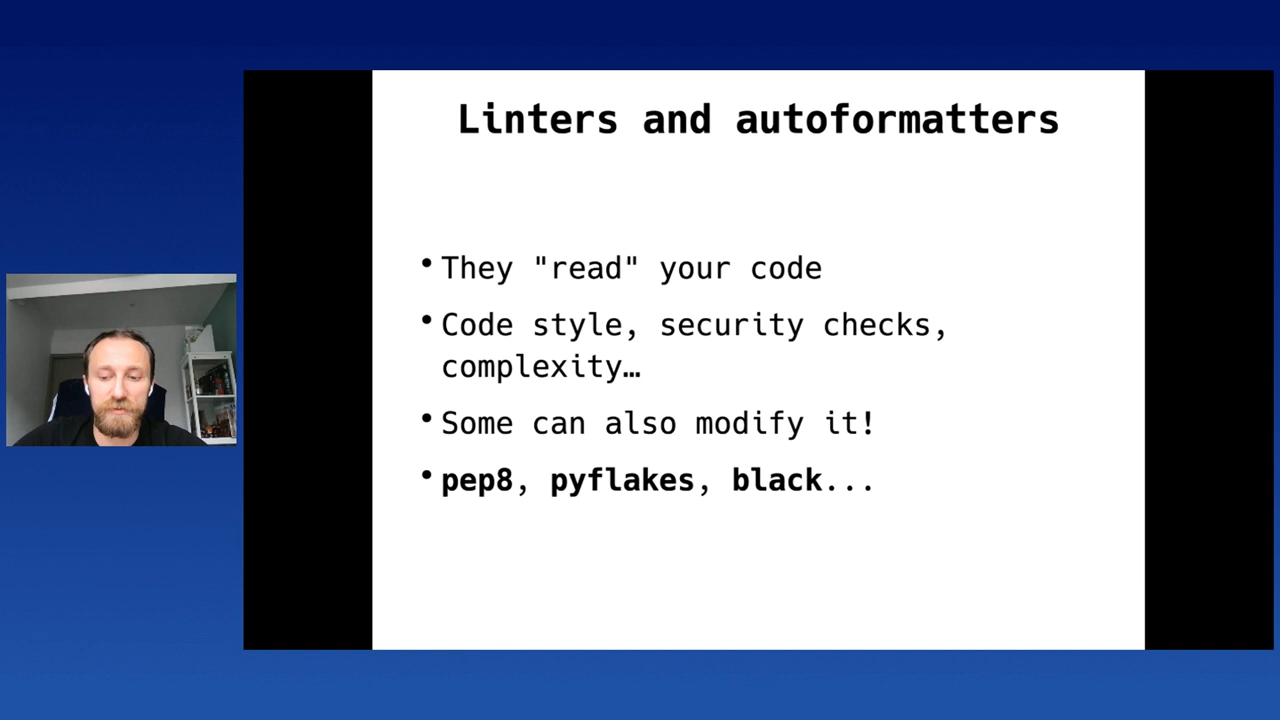 Linters and autoformatters
• They "read" your code
• Code style, security checks,
complexity…
• Some can also modify it!
• pep8, pyflakes, black...